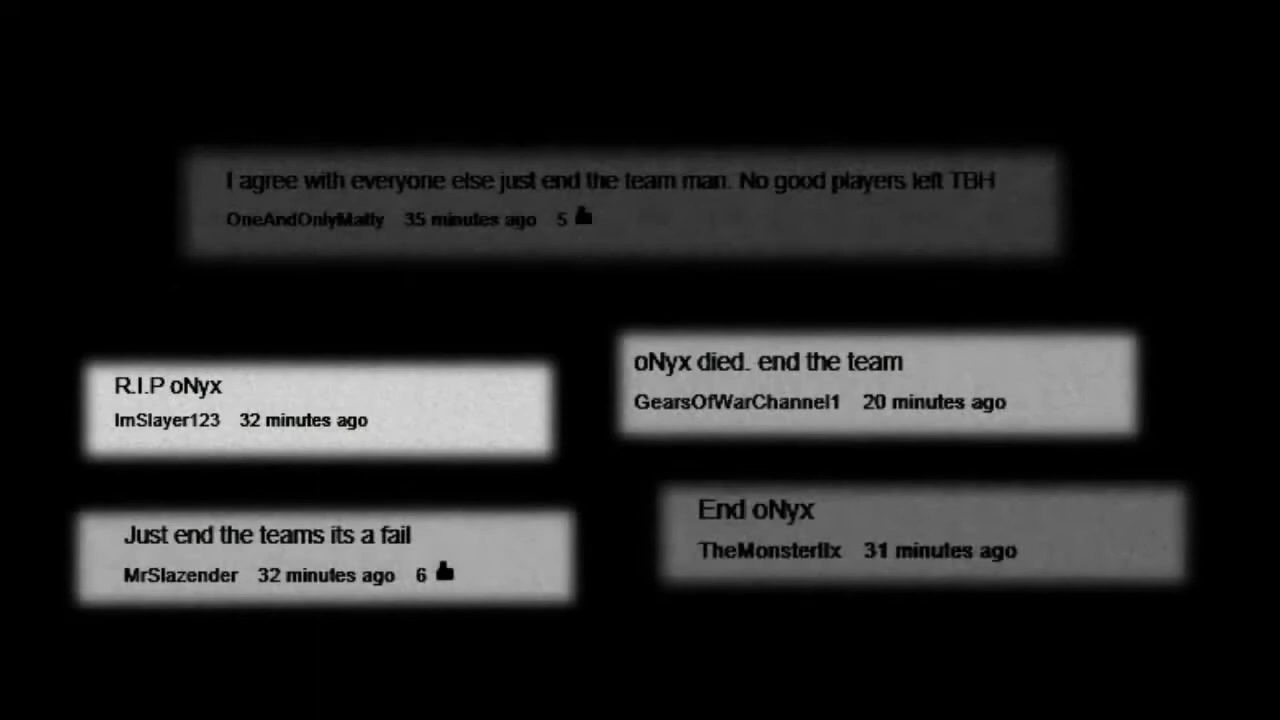 I agree with everyone else just end the team man. No good players left TBH
OneAndOnlyMatty 35 minutes ago 5
R.I.P oNyx
ImSlayer123 32 minutes ago
oNyx died. end the team
GearsOfWarChannel1 20 minutes ago
Just end the teams its a fail
MrSlazender 32 minutes ago 6
End oNyx
TheMonsterIIx 31 minutes ago